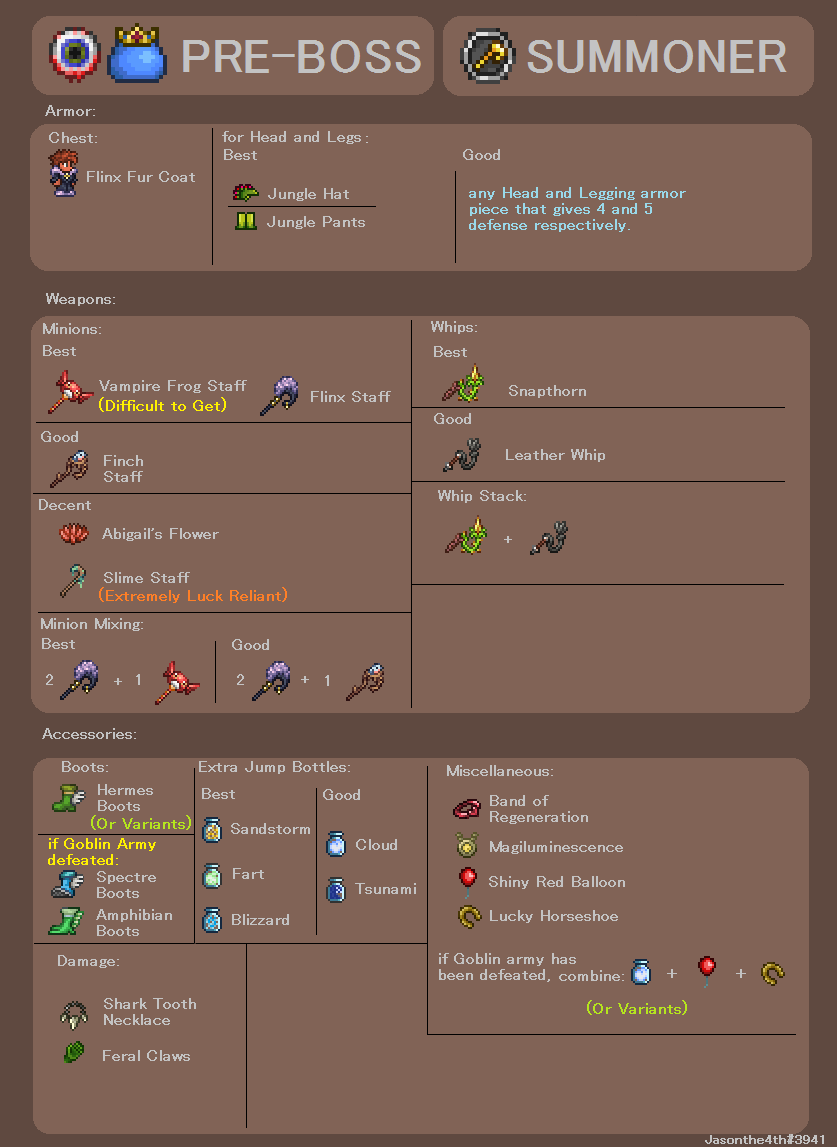 PRE-BOSS
SUMMONER
Armor:
Chest:
Flinx Fur Coat
for Head and Legs:
Best
Jungle Hat
Jungle Pants
Good
any Head and Legging armor
piece that gives 4 and 5
defense respectively.
Weapons:
Minions:
Best
Vampire Frog Staff
(Difficult to Get)
Flinx Staff
Good
Finch
Staff
Decent
Abigail's Flower
Slime Staff
(Extremely Luck Reliant)
Minion Mixing:
Best
2 + 1
Good
2 + 1
Whips:
Best
Snapthorn
Good
Leather Whip
Whip Stack:
+
Accessories:
Boots:
Hermes
Boots
(Or Variants)
if Goblin Army
defeated:
Spectre
Boots
Amphibian
Boots
Extra Jump Bottles:
Best
Sandstorm
Fart
Blizzard
Good
Cloud
Tsunami
Miscellaneous:
Band of
Regeneration
Magiluminescence
Shiny Red Balloon
Lucky Horseshoe
if Goblin army has
been defeated, combine: + +
(Or Variants)
Damage:
Shark Tooth
Necklace
Feral Claws
Jasonthe4th#3941